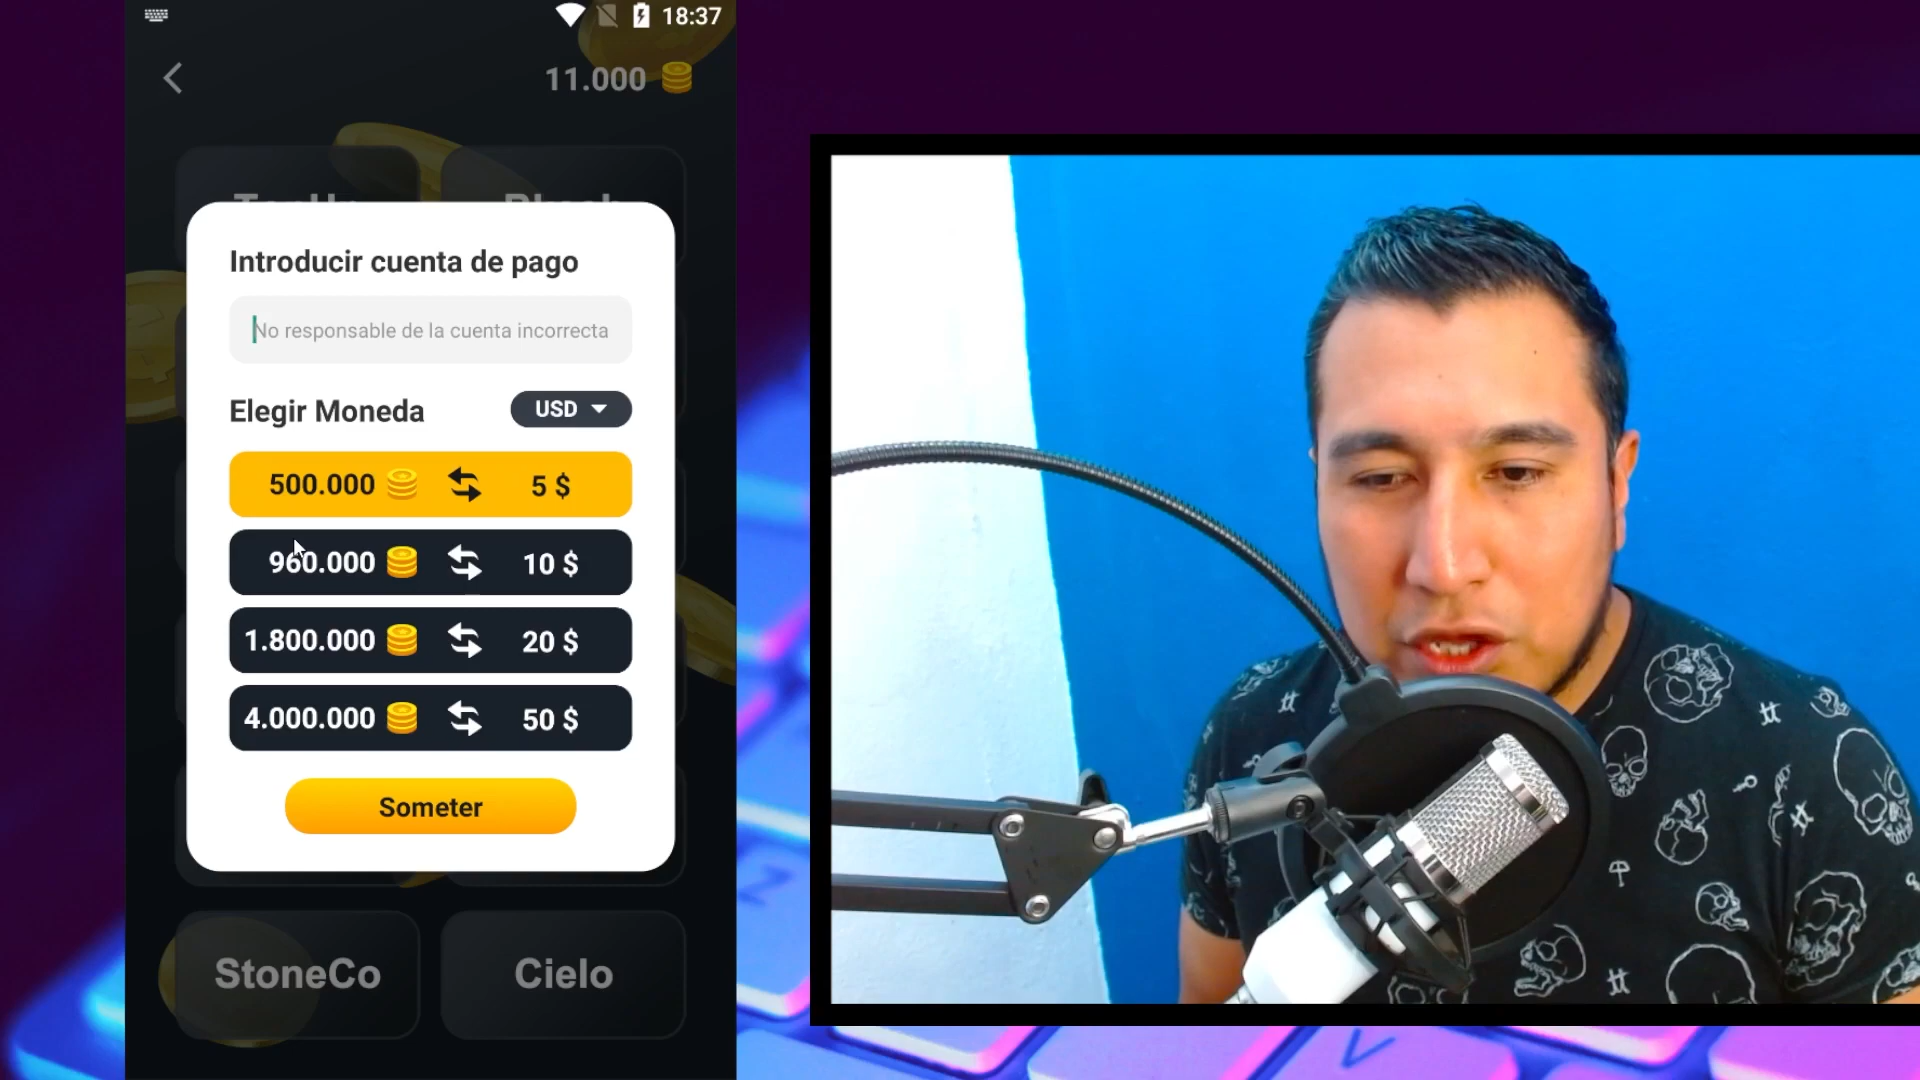 18:37
11.000
Introducir cuenta de pago
No responsable de la cuenta incorrecta
Elegir Moneda USD
500.000 5 $
960.000 10 $
1.800.000 20 $
4.000.000 50 $
Someter
StoneCo Cielo